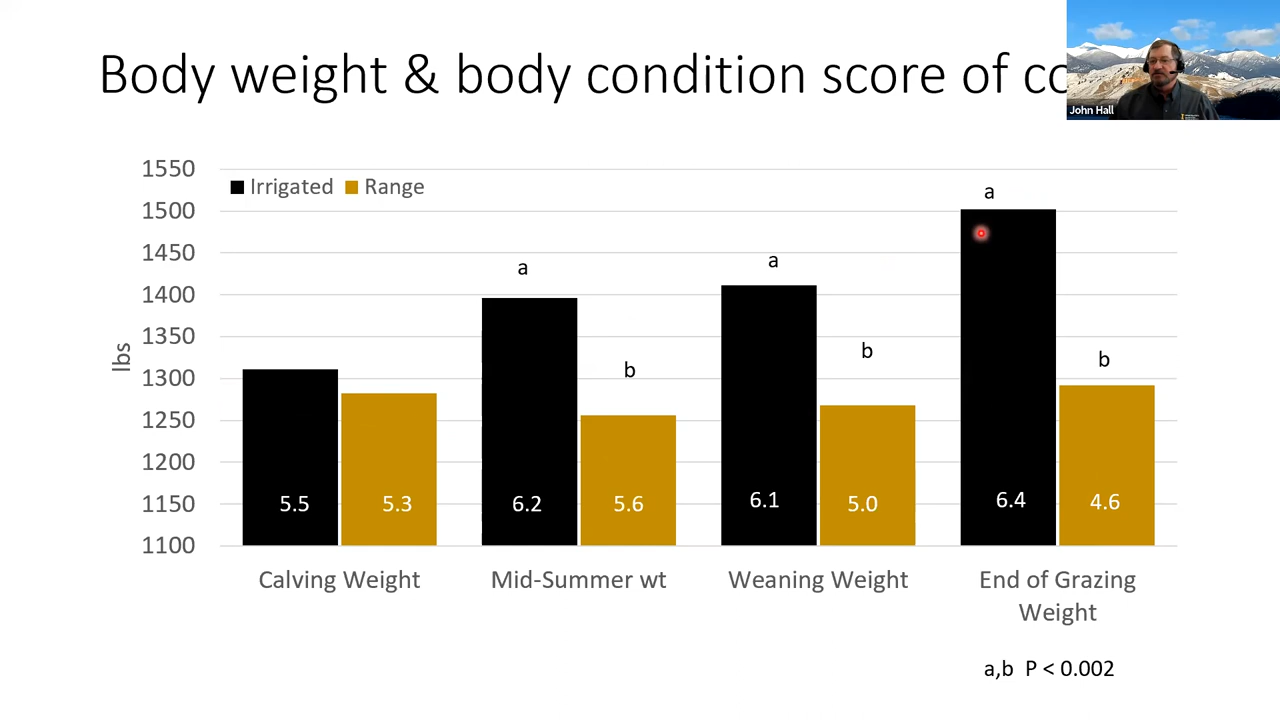 Body weight & body condition score of
John Hall
1550
1500
1450
1400
1350
1300
1250
1200
1150
1100
lbs
Irrigated Range
a
a
b
a
b
a
b
5.5 5.3 6.2 5.6 6.1 5.0 6.4 4.6
Calving Weight Mid-Summer wt Weaning Weight End of Grazing
Weight
a,b P < 0.002